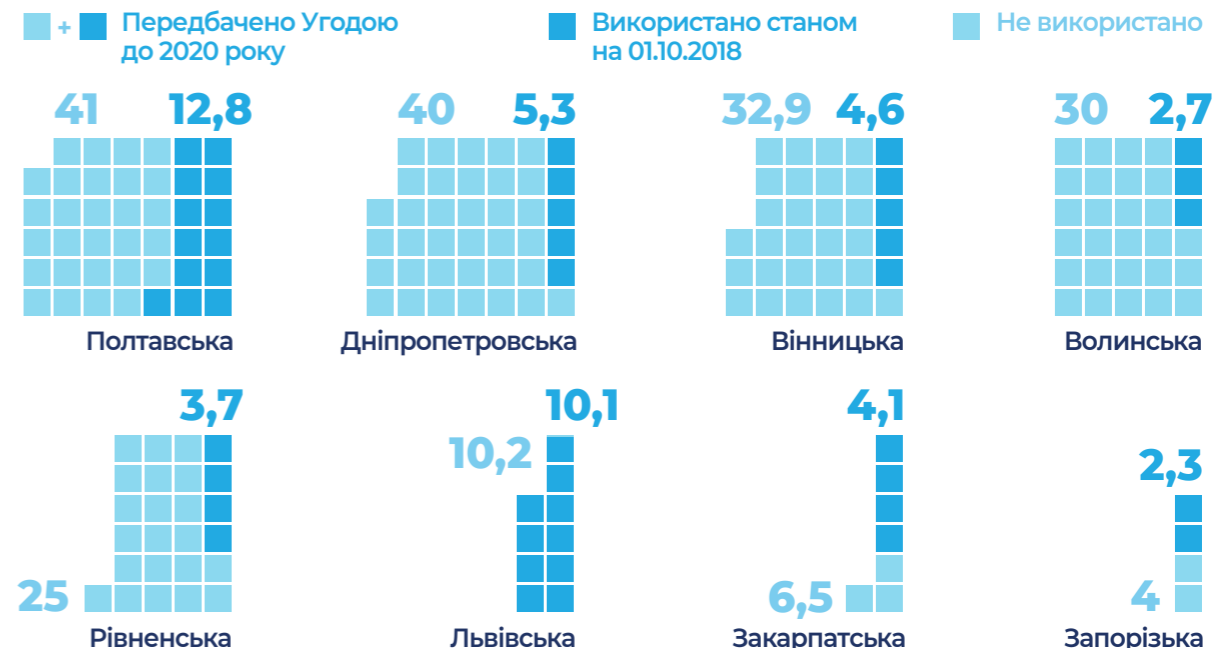 + Передбачено Угодою
до 2020 року
Використано станом
на 01.10.2018
Не використано
41 12,8
Полтавська
40 5,3
Дніпропетровська
32,9 4,6
Вінницька
30 2,7
Волинська
3,7
25
Рівненська
10,1
10,2
Львівська
4,1
6,5
Закарпатська
2,3
4
Запорізька